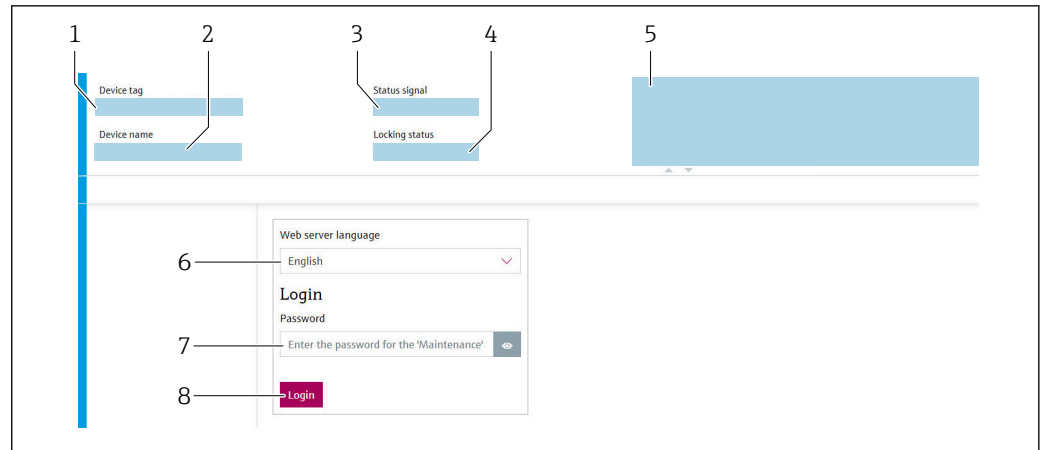 1 2 3 4 5
Device tag Status signal
Device name Locking status
Web server language
6 English
Login
Password
7 Enter the password for the 'Maintenance'
8 Login